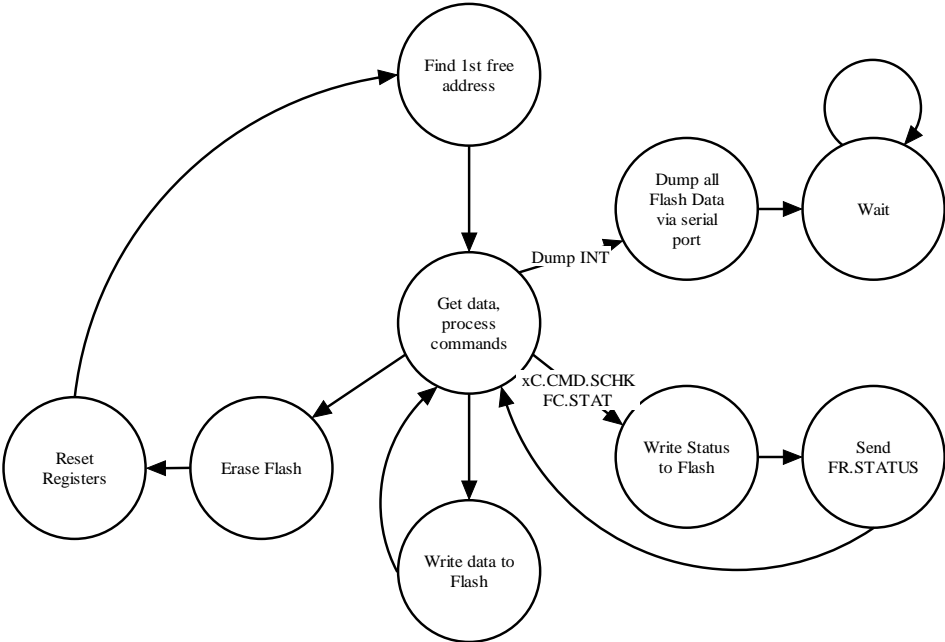 Find 1st free
address
Dump all
Flash Data
via serial
port
Wait
Dump INT
Get data,
process
commands
xC.CMD.SCHK
FC.STAT
Write Status
to Flash
Send
FR.STATUS
Reset
Registers
Erase Flash
Write data to
Flash